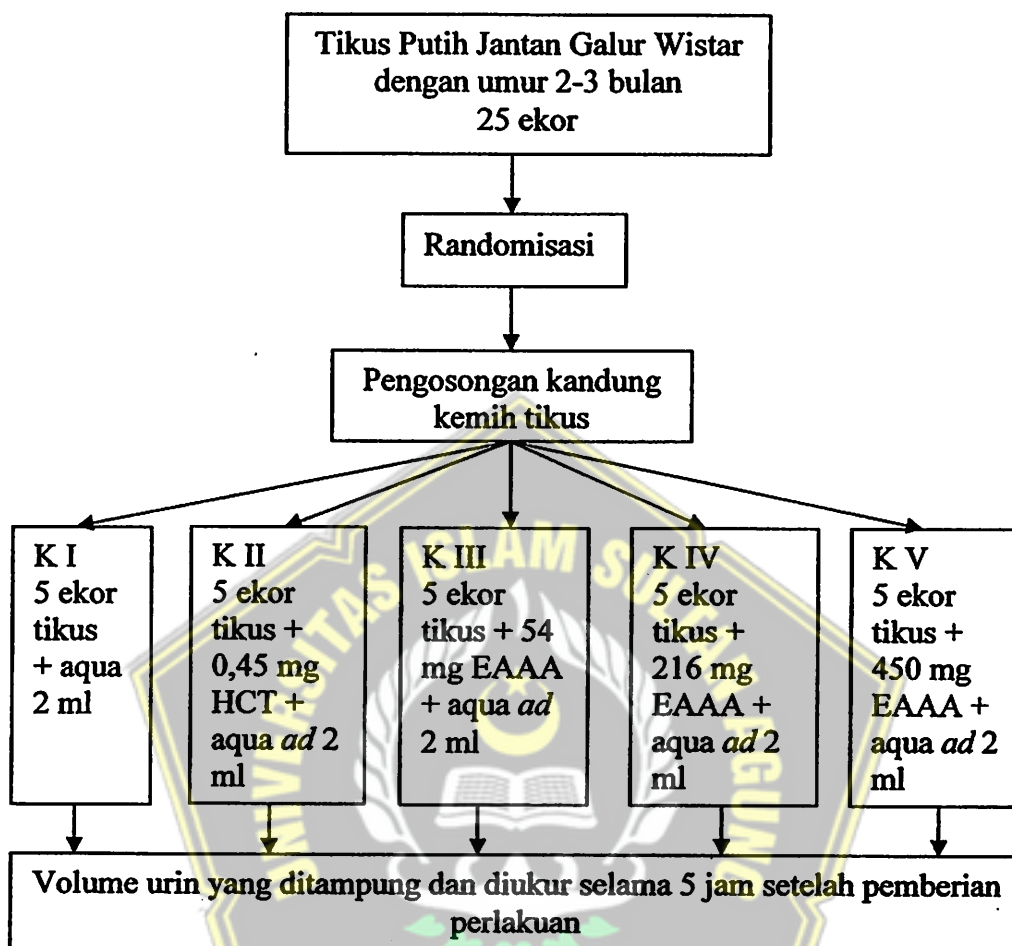 Tikus Putih Jantan Galur Wistar
dengan umur 2-3 bulan
25 ekor
Randomisasi
Pengosongan kandung
kemih tikus
K I
5 ekor
tikus
+ aqua
2 ml
K II
5 ekor
tikus +
0,45 mg
HCT +
aqua ad 2
ml
K III
5 ekor
tikus + 54
mg EAAA
+ aqua ad
2 ml
K IV
5 ekor
tikus +
216 mg
EAAA +
aqua ad 2
ml
K V
5 ekor
tikus +
450 mg
EAAA +
aqua ad 2
ml
Volume urin yang ditampung dan diukur selama 5 jam setelah pemberian
perlakuan
UNIVERSITAS ISLAM SULTAN AGUNG